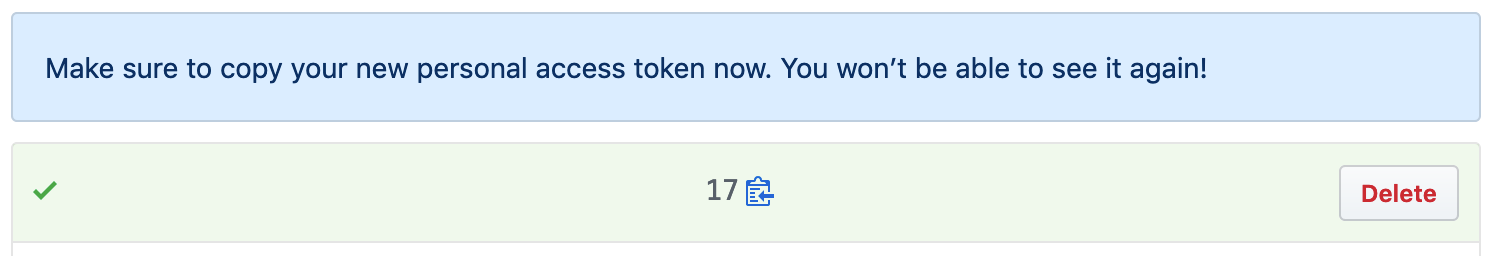 Make sure to copy your new personal access token now. You won’t be able to see it again!
17
Delete